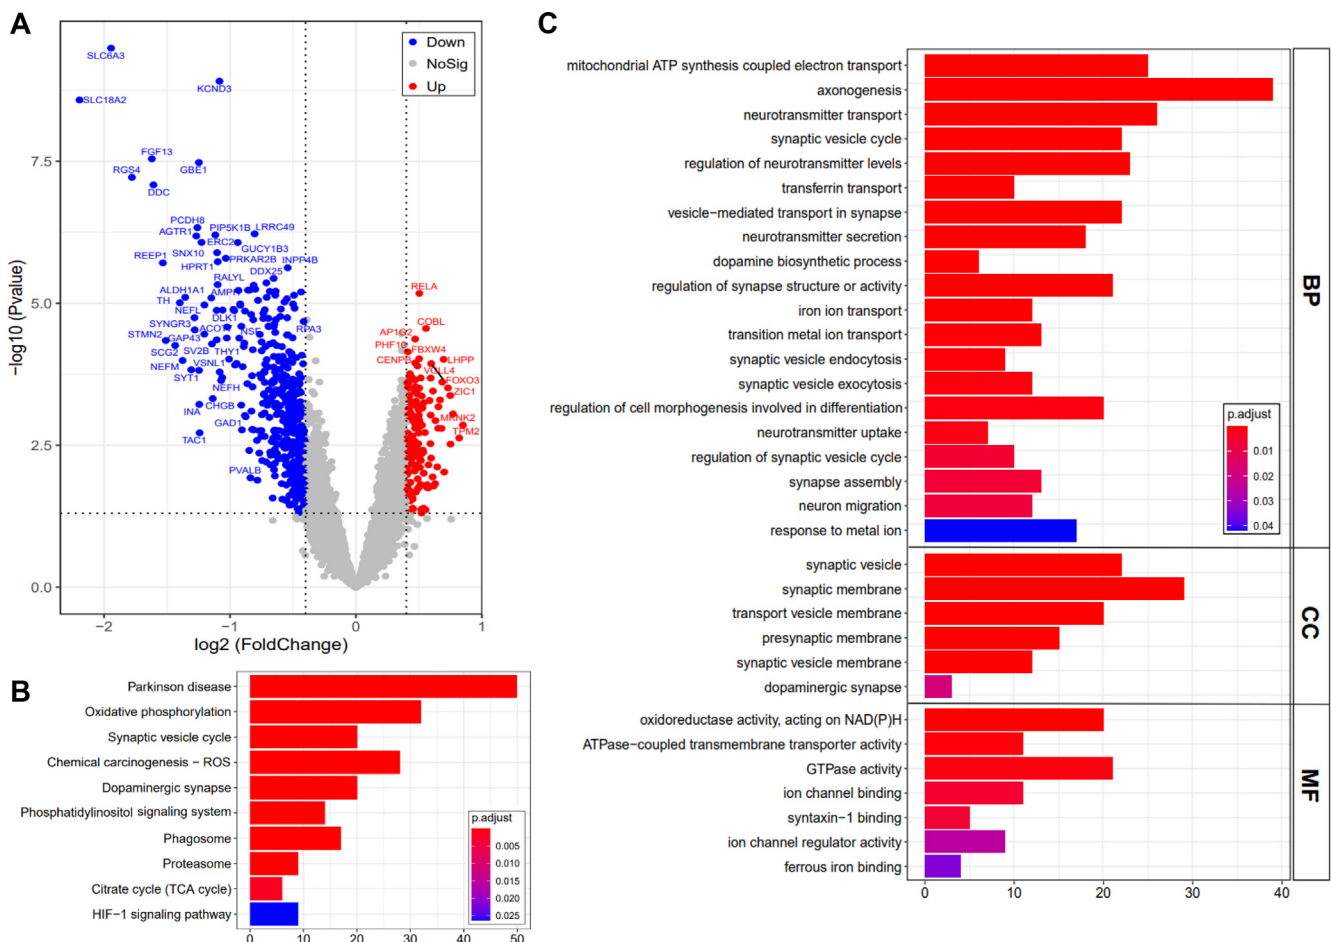 A
Down
NoSig
Up
SLC6A3
KCND3
SLC18A2
FGF13
GBE1
RGS4
DDC
PCDH8
AGTR1
PIP5K1B
LRRC49
ERC2
GUCY1B3
SNX10
PRKAR2B
REEP1
HPRT1
INPP4B
DDX25
RALYL
ALDH1A1
AMPH
TH
NEFL
DLK1
SYNGR3
ACOT7
NSF
RPA3
STMN2
GAP43
SCG2
SV2B
THY1
NEFM
VSNL1
SYT1
NEFH
INA
CHGB
GAD1
TAC1
PVALB
RELA
COBL
AP1G2
PHF10
FBXW4
CENPB
LHPP
VGLL4
FOXO3
ZIC1
MKNK2
TPM2
7.5
5.0
2.5
0.0
−2
−1
0
1
−log10 (Pvalue)
log2 (FoldChange)
B
Parkinson disease
Oxidative phosphorylation
Synaptic vesicle cycle
Chemical carcinogenesis − ROS
Dopaminergic synapse
Phosphatidylinositol signaling system
Phagosome
Proteasome
Citrate cycle (TCA cycle)
HIF−1 signaling pathway
0 10 20 30 40 50
p.adjust
0.005
0.010
0.015
0.020
0.025
C
mitochondrial ATP synthesis coupled electron transport
axonogenesis
neurotransmitter transport
synaptic vesicle cycle
regulation of neurotransmitter levels
transferrin transport
vesicle−mediated transport in synapse
neurotransmitter secretion
dopamine biosynthetic process
regulation of synapse structure or activity
iron ion transport
transition metal ion transport
synaptic vesicle endocytosis
synaptic vesicle exocytosis
regulation of cell morphogenesis involved in differentiation
neurotransmitter uptake
regulation of synaptic vesicle cycle
synapse assembly
neuron migration
response to metal ion
BP
p.adjust
0.01
0.02
0.03
0.04
synaptic vesicle
synaptic membrane
transport vesicle membrane
presynaptic membrane
synaptic vesicle membrane
dopaminergic synapse
CC
oxidoreductase activity, acting on NAD(P)H
ATPase−coupled transmembrane transporter activity
GTPase activity
ion channel binding
syntaxin−1 binding
ion channel regulator activity
ferrous iron binding
MF
0 10 20 30 40